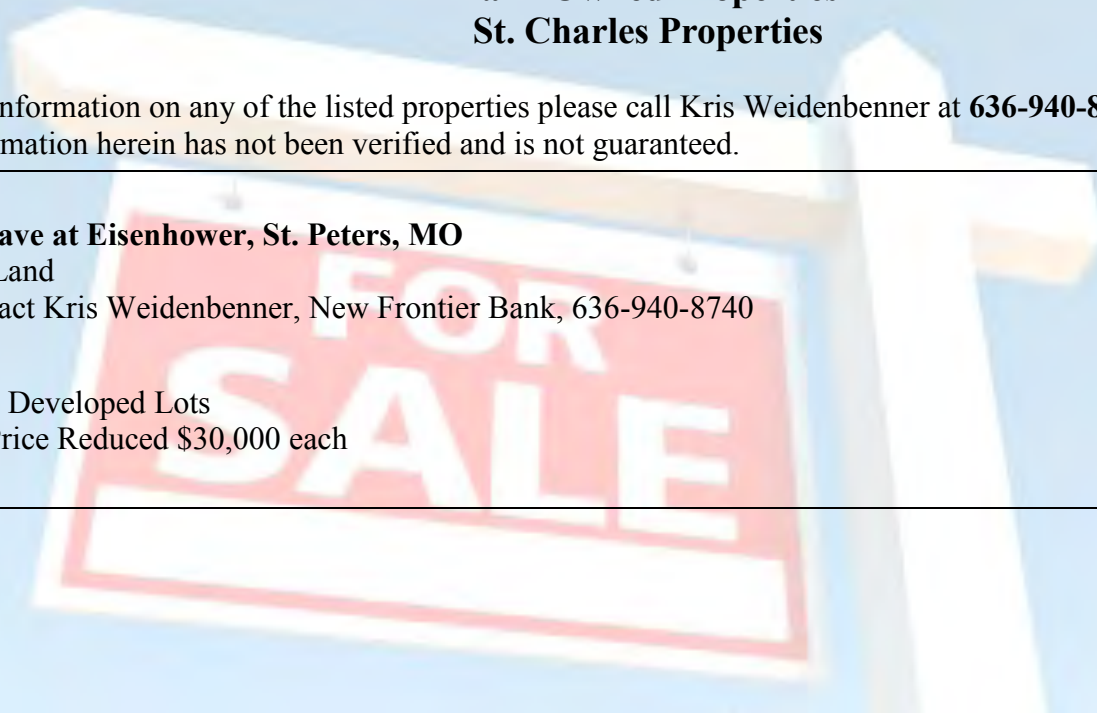 St. Charles Properties
nformation on any of the listed properties please call Kris Weidenbenner at 636-940-8
mation herein has not been verified and is not guaranteed.
ave at Eisenhower, St. Peters, MO
Land
act Kris Weidenbenner, New Frontier Bank, 636-940-8740
FOR
SALE
Developed Lots
rice Reduced $30,000 each